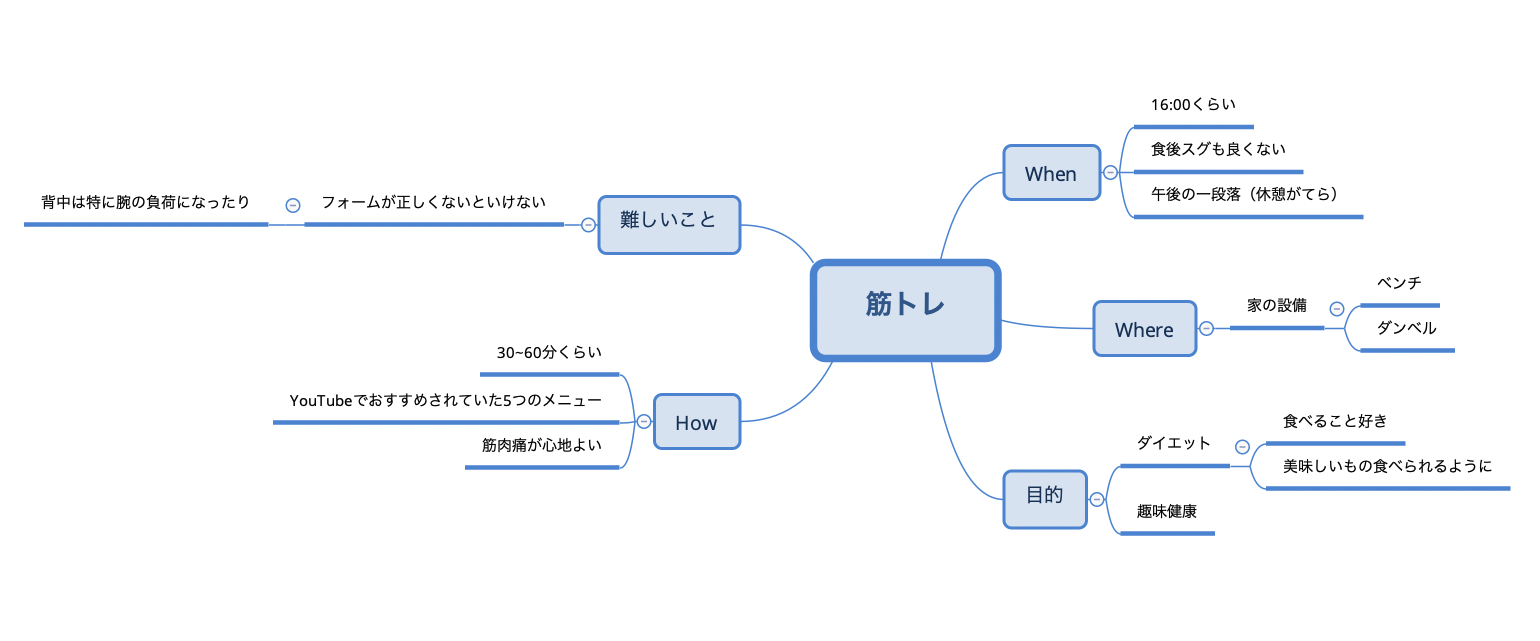 筋トレ
When
16:00くらい
食後スグも良くない
午後の一段落（休憩がてら）
Where
家の設備
ベンチ
ダンベル
目的
ダイエット
食べること好き
美味しいもの食べられるように
趣味健康
難しいこと
フォームが正しくないといけない
背中は特に腕の負荷になったり
How
30~60分くらい
YouTubeでおすすめされていた5つのメニュー
筋肉痛が心地よい